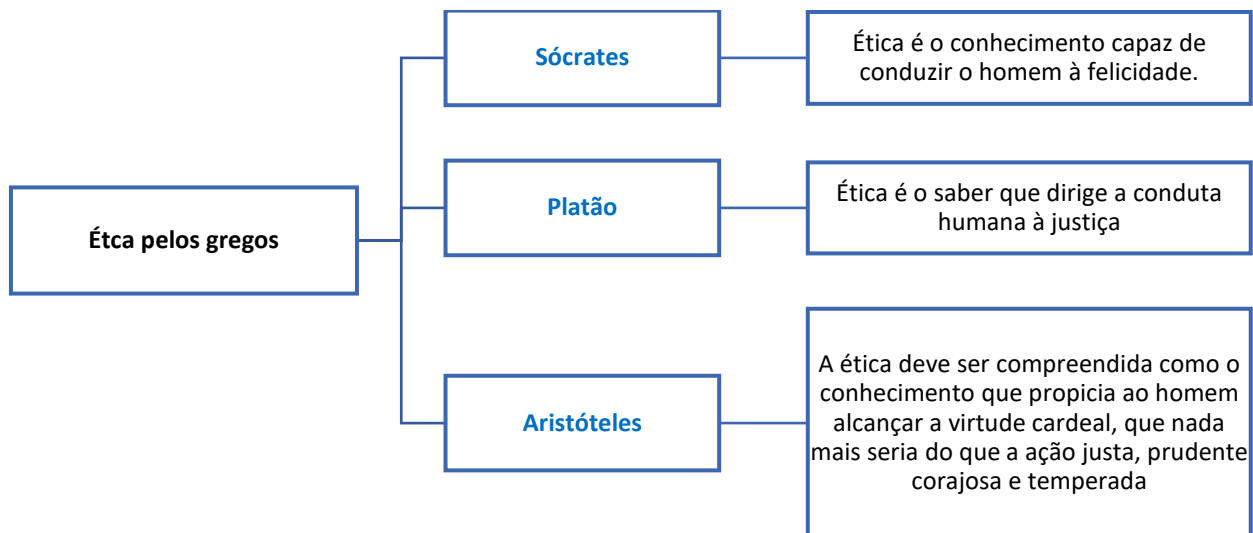 Étca pelos gregos
Sócrates
Ética é o conhecimento capaz de
conduzir o homem à felicidade.
Platão
Ética é o saber que dirige a conduta
humana à justiça
Aristóteles
A ética deve ser compreendida como o
conhecimento que propicia ao homem
alcançar a virtude cardeal, que nada
mais seria do que a ação justa, prudente
corajosa e temperada